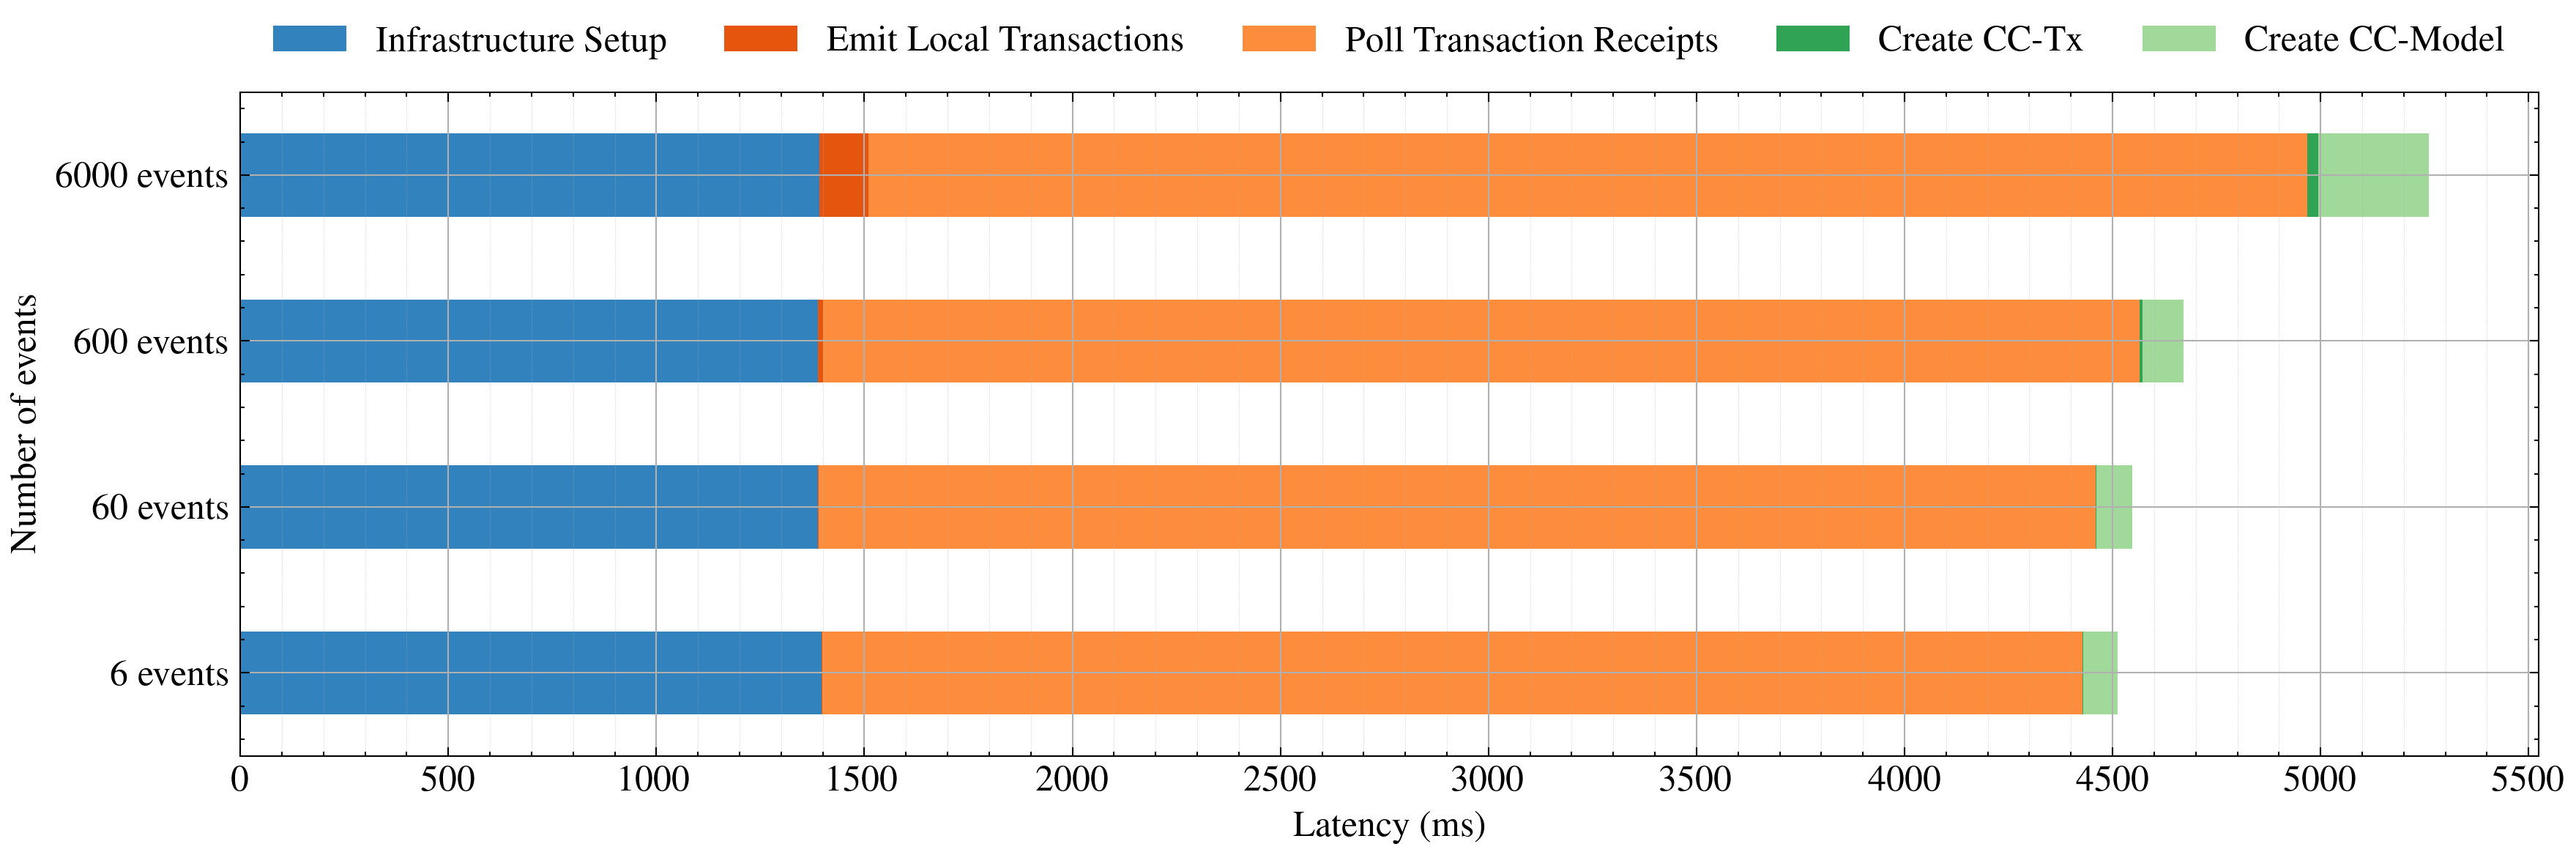 Infrastructure Setup Emit Local Transactions Poll Transaction Receipts Create CC-Tx Create CC-Model
Number of events
6000 events
600 events
60 events
6 events
0 500 1000 1500 2000 2500 3000 3500 4000 4500 5000 5500
Latency (ms)